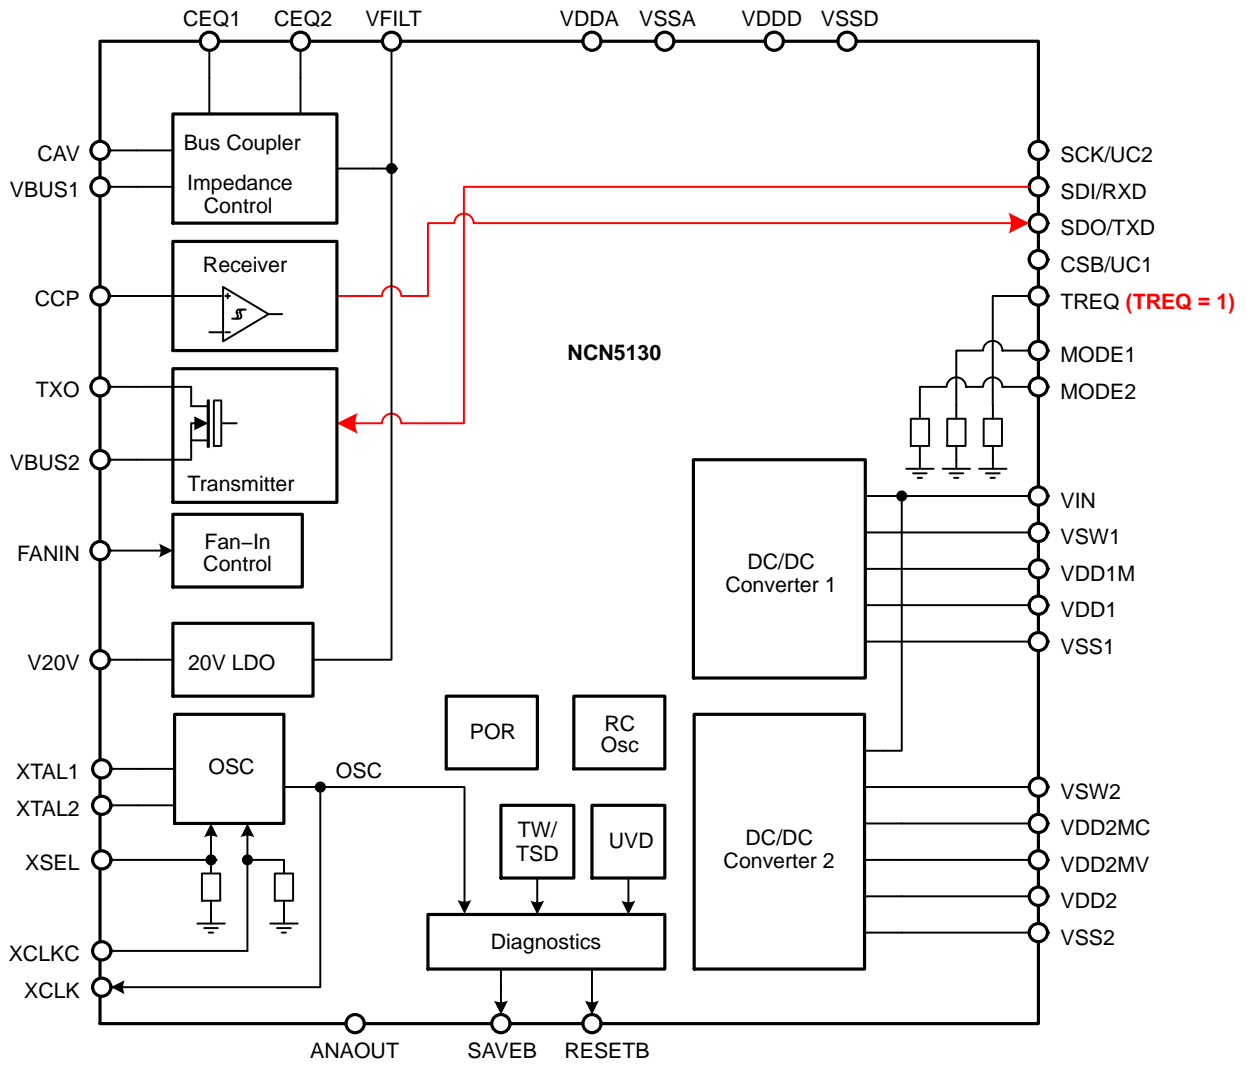 CEQ1
CEQ2
VFILT
VDDA
VSSA
VDDD
VSSD
CAV
VBUS1
CCP
TXO
VBUS2
FANIN
V20V
XTAL1
XTAL2
XSEL
XCLKC
XCLK
Bus Coupler
Impedance
Control
Receiver
Transmitter
Fan−In
Control
20V LDO
OSC
OSC
NCN5130
POR
RC
Osc
TW/
TSD
UVD
Diagnostics
DC/DC
Converter 1
DC/DC
Converter 2
SCK/UC2
SDI/RXD
SDO/TXD
CSB/UC1
TREQ (TREQ = 1)
MODE1
MODE2
VIN
VSW1
VDD1M
VDD1
VSS1
VSW2
VDD2MC
VDD2MV
VDD2
VSS2
ANAOUT
SAVEB
RESETB